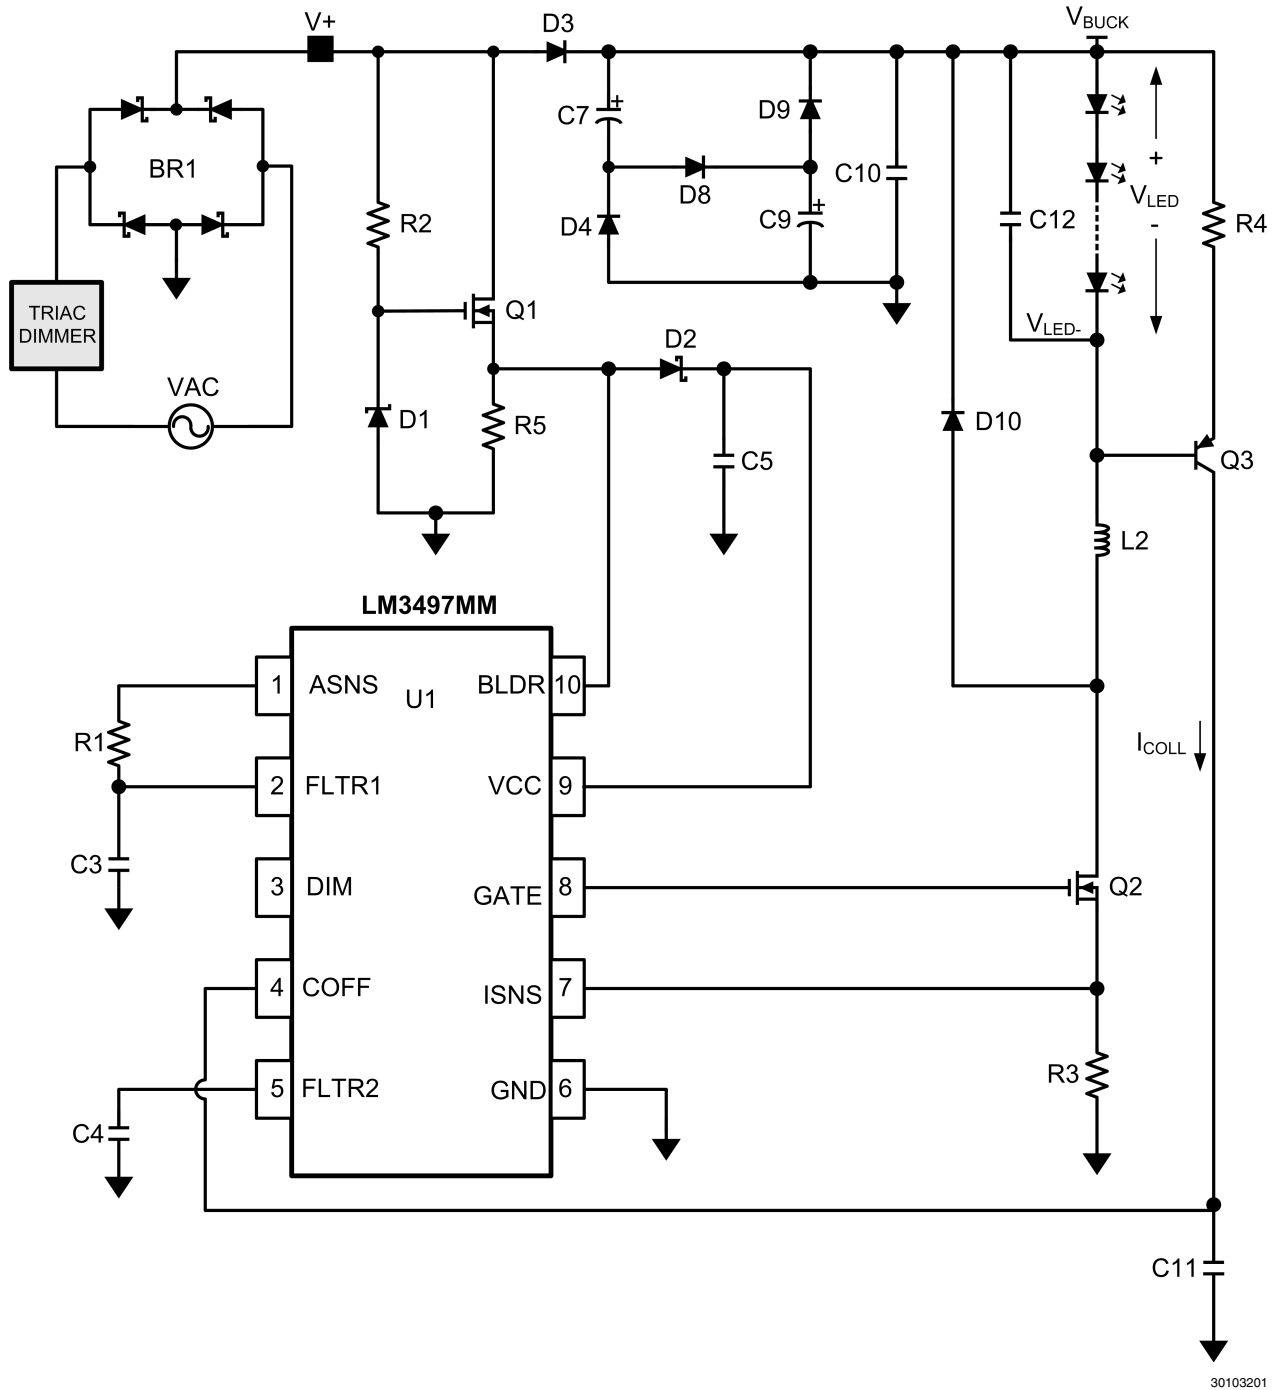 V+
D3
VBUCK
C7
+
D9
BR1
D8
C10
+
VLED
-
R2
D4
C9
+
C12
R4
TRIAC
DIMMER
Q1
VLED-
D2
VAC
D1
R5
D10
C5
Q3
L2
LM3497MM
1
ASNS
U1
BLDR
10
R1
ICOLL
2
FLTR1
VCC
9
C3
3
DIM
GATE
8
Q2
4
COFF
ISNS
7
5
FLTR2
GND
6
R3
C4
C11
30103201